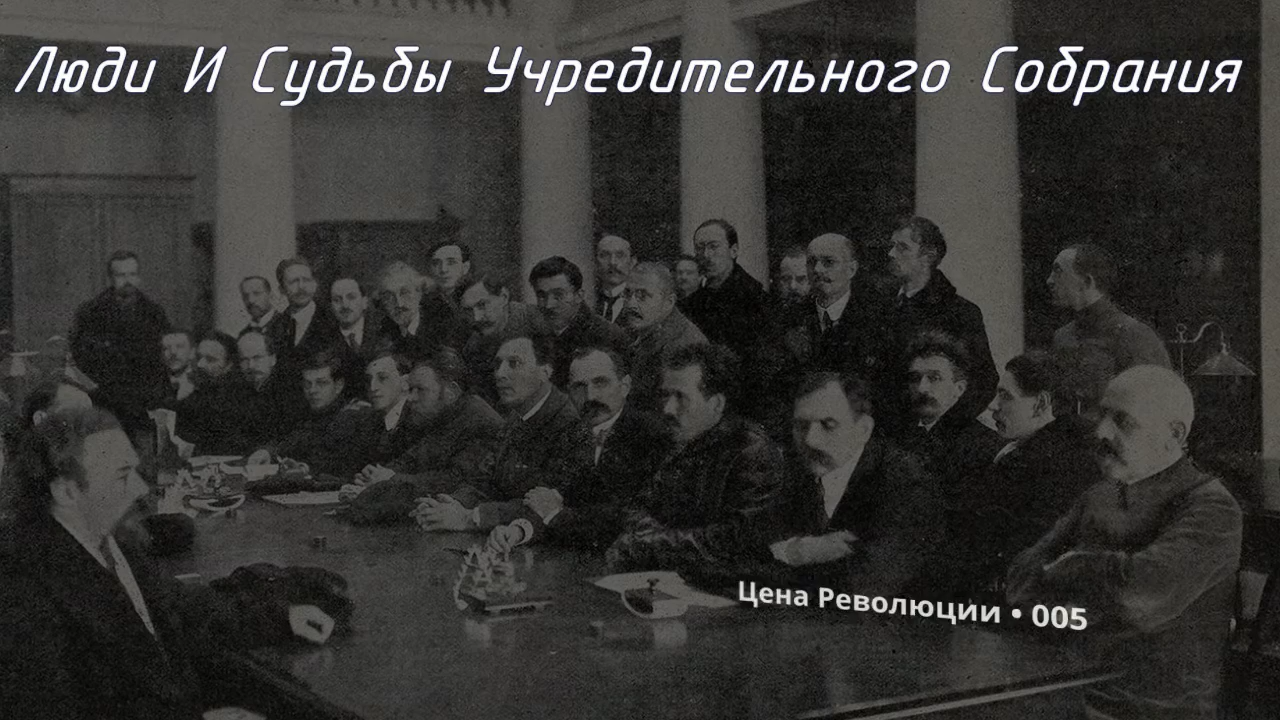 Люди И Судьбы Учредительного Собрания
Цена Революции • 005